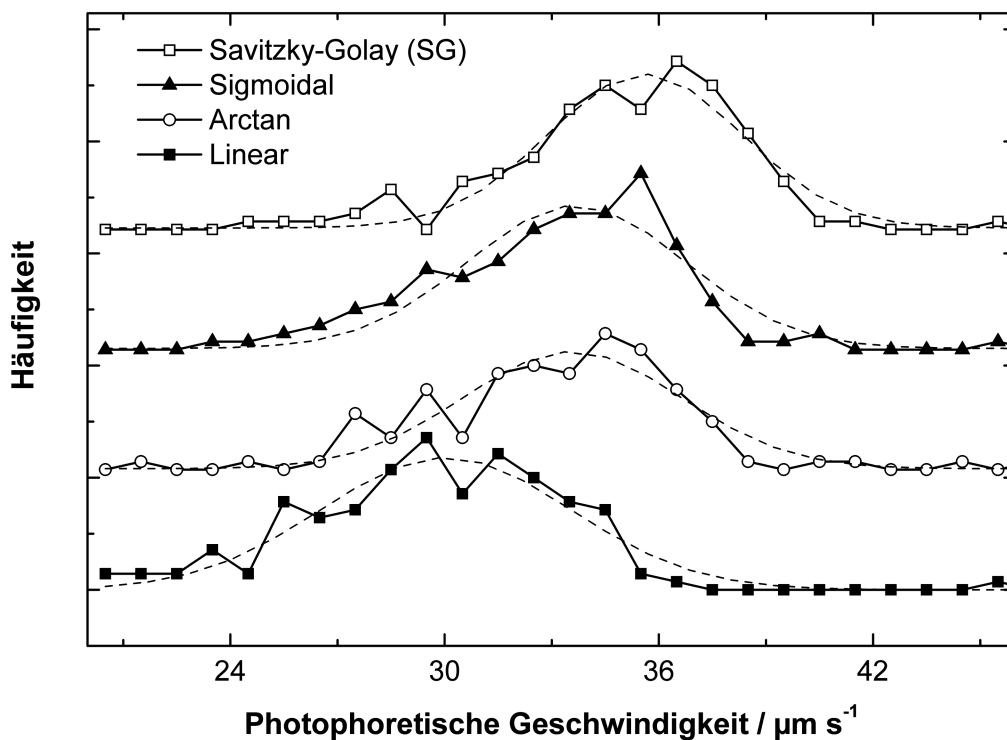 Savitzky-Golay (SG)
Sigmoidal
Arctan
Linear
Häufigkeit
24 30 36 42
Photophoretische Geschwindigkeit / µm s⁻¹